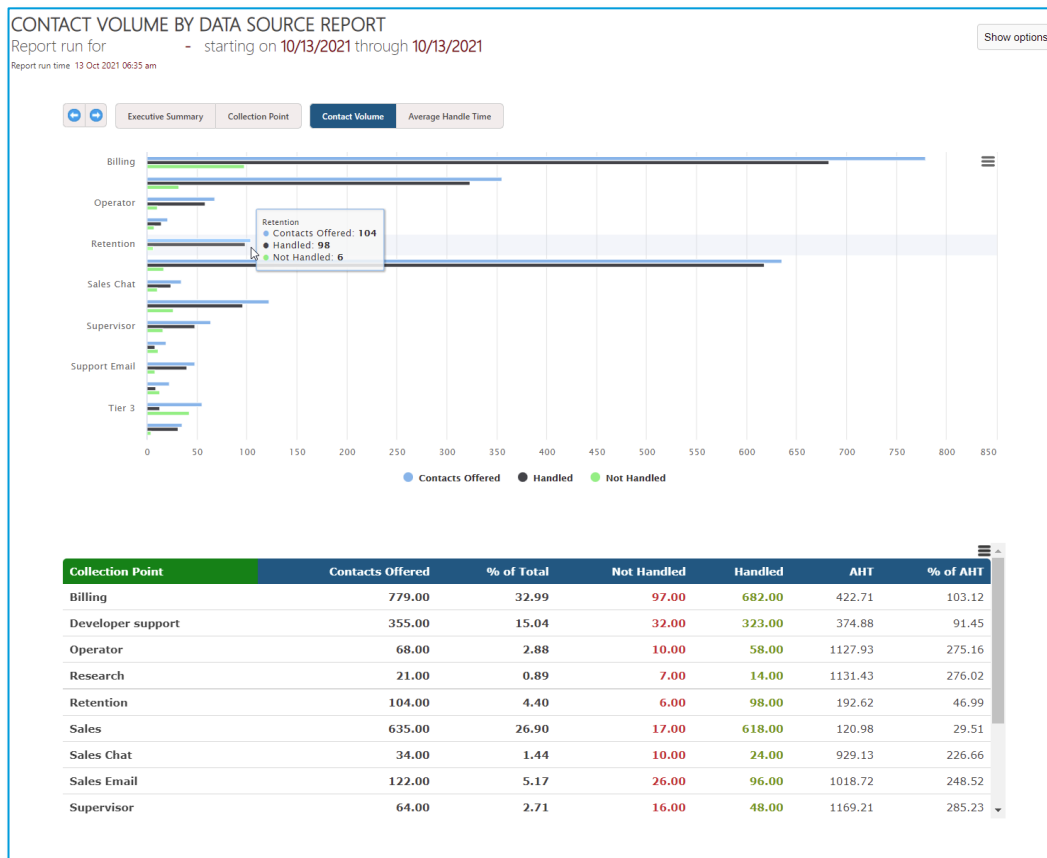 CONTACT VOLUME BY DATA SOURCE REPORT
Report run for - starting on 10/13/2021 through 10/13/2021
Show options
Report run time 13 Oct 2021 06:35 am
Executive Summary Collection Point Contact Volume Average Handle Time
Billing
Operator
Retention
Sales Chat
Supervisor
Support Email
Tier 3
Retention
Contacts Offered: 104
Handled: 98
Not Handled: 6
0 50 100 150 200 250 300 350 400 450 500 550 600 650 700 750 800 850
Contacts Offered Handled Not Handled
Collection Point Contacts Offered % of Total Not Handled Handled AHT % of AHT
Billing 779.00 32.99 97.00 682.00 422.71 103.12
Developer support 355.00 15.04 32.00 323.00 374.88 91.45
Operator 68.00 2.88 10.00 58.00 1127.93 275.16
Research 21.00 0.89 7.00 14.00 1131.43 276.02
Retention 104.00 4.40 6.00 98.00 192.62 46.99
Sales 635.00 26.90 17.00 618.00 120.98 29.51
Sales Chat 34.00 1.44 10.00 24.00 929.13 226.66
Sales Email 122.00 5.17 26.00 96.00 1018.72 248.52
Supervisor 64.00 2.71 16.00 48.00 1169.21 285.23